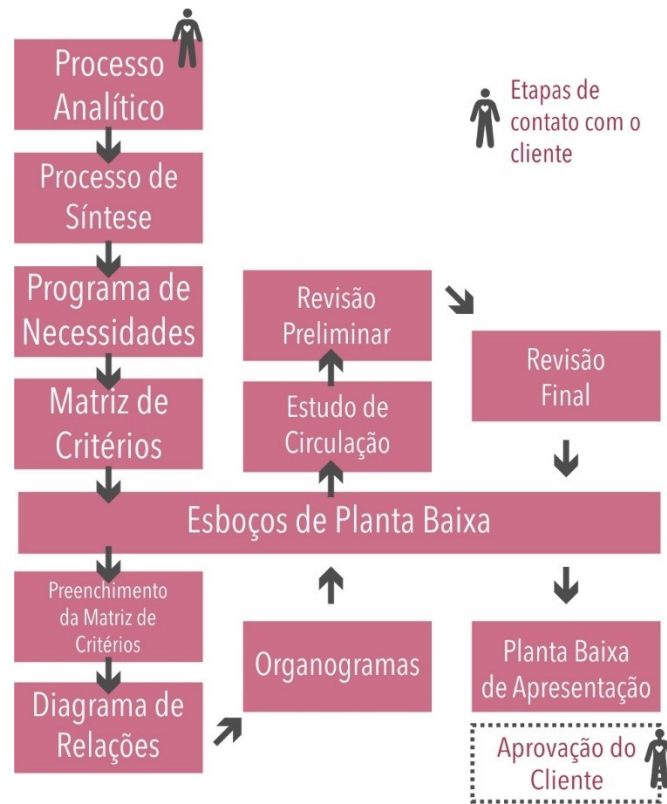 Processo
Analítico
Etapas de
contato com o
cliente
Processo de
Síntese
Programa de
Necessidades
Revisão
Preliminar
Revisão
Final
Matriz de
Critérios
Estudo de
Circulação
Esboços de Planta Baixa
Preenchimento
da Matriz de
Critérios
Organogramas
Planta Baixa
de Apresentação
Diagrama de
Relações
Aprovação do
Cliente